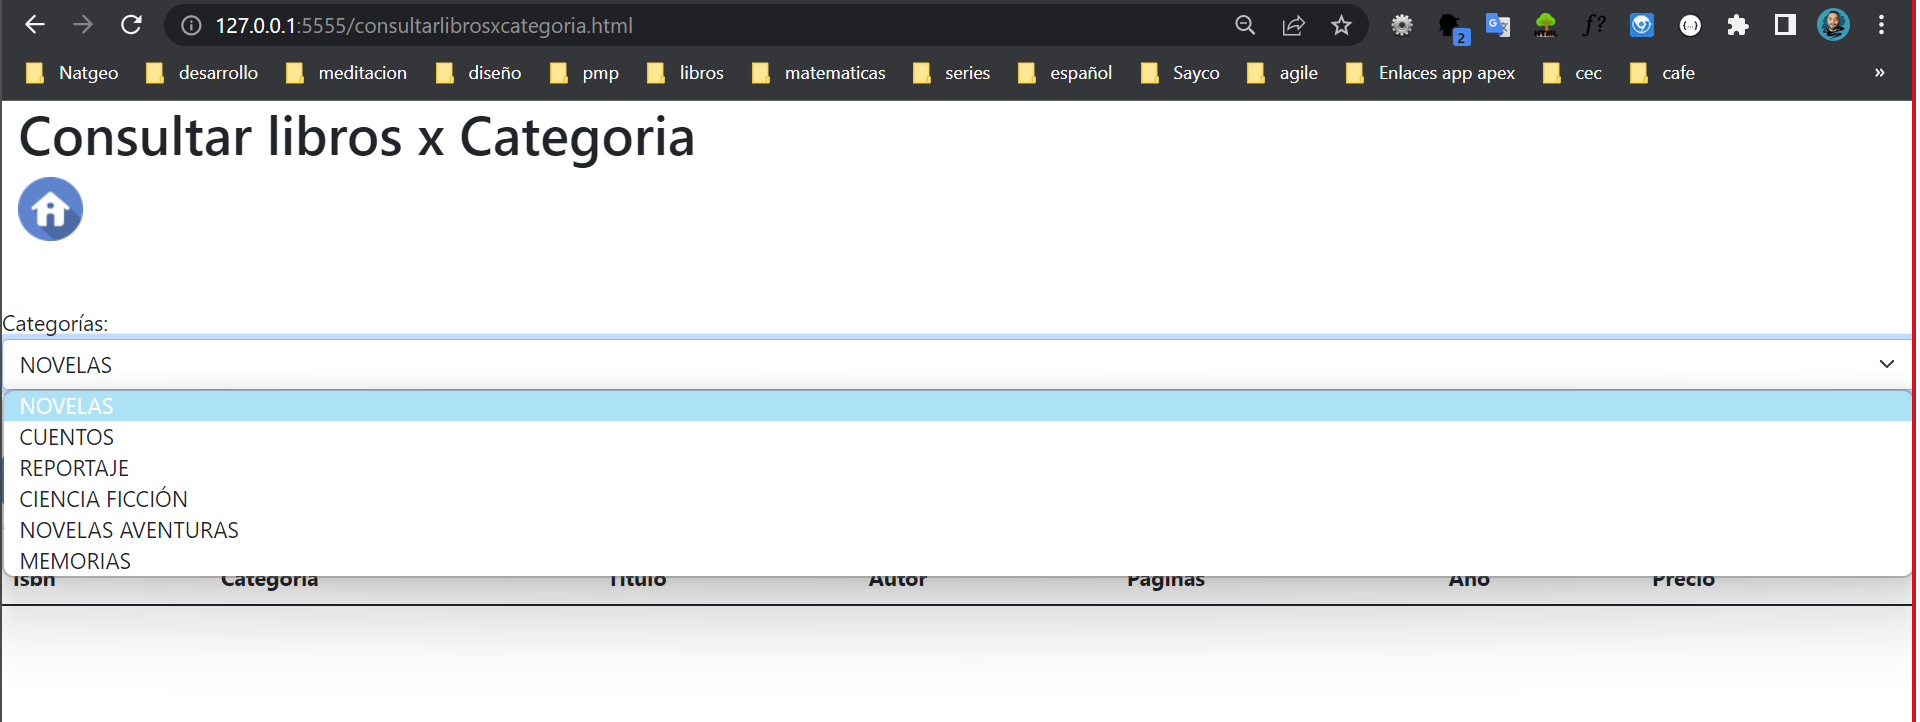 127.0.0.1:5555/consultarlibrosxcategoria.html
2
Natgeo desarrollo meditacion diseño pmp libros matematicas series español Sayco agile Enlaces app apex cec cafe »
Consultar libros x Categoria
Categorías:
NOVELAS
NOVELAS
CUENTOS
REPORTAJE
CIENCIA FICCIÓN
NOVELAS AVENTURAS
MEMORIAS
Isbn Categoria Titulo Autor Paginas Año Precio